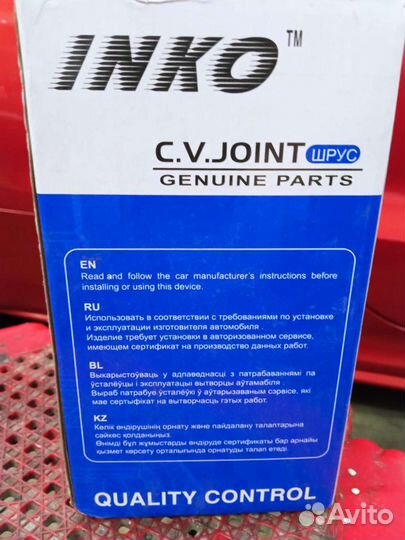 INKO™
C.V.JOINT ШРУС
GENUINE PARTS
EN
Read and follow the car manufacturer's instructions before
installing or using this device.
RU
Использовать в соответствии с требованиями по установке
и эксплуатации изготовителя автомобиля .
Изделие требует установки в авторизованном сервисе,
имеющем сертификат на производство данных работ.
BL
Выкарыстоўваць у адпаведнасці з патрабаваннямі па
ўсталёўцы і эксплуатацыі вытворцы аўтамабіля .
Выраб патрабуе ўсталёўкі ў аўтарызаваным сэрвісе, які
мае сертыфікат на вытворчасць гэтых работ.
KZ
Көлік өндірушінің орнату және пайдалану талаптарына
сәйкес қолданыңыз.
Өнімді бұл жұмыстарды өндіруде сертификаты бар арнайы
қызмет көрсету орталығында орнатуды талап етеді.
QUALITY CONTROL
Avito